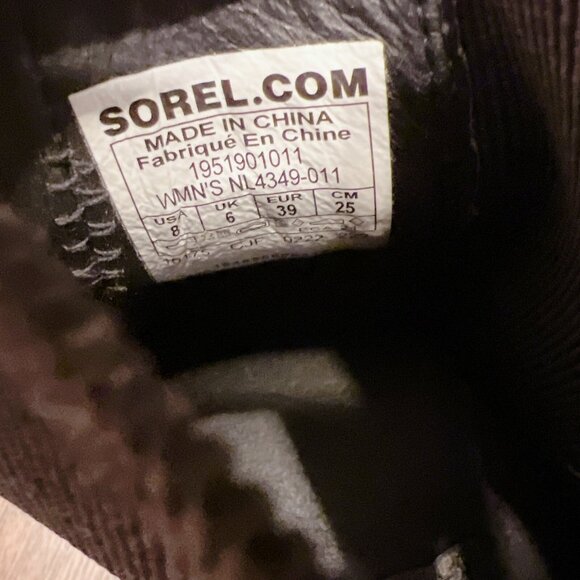 SOREL.COM
MADE IN CHINA
Fabriqué En Chine
1951901011
WMN'S NL4349-011
USA UK EUR CM
8 6 39 25